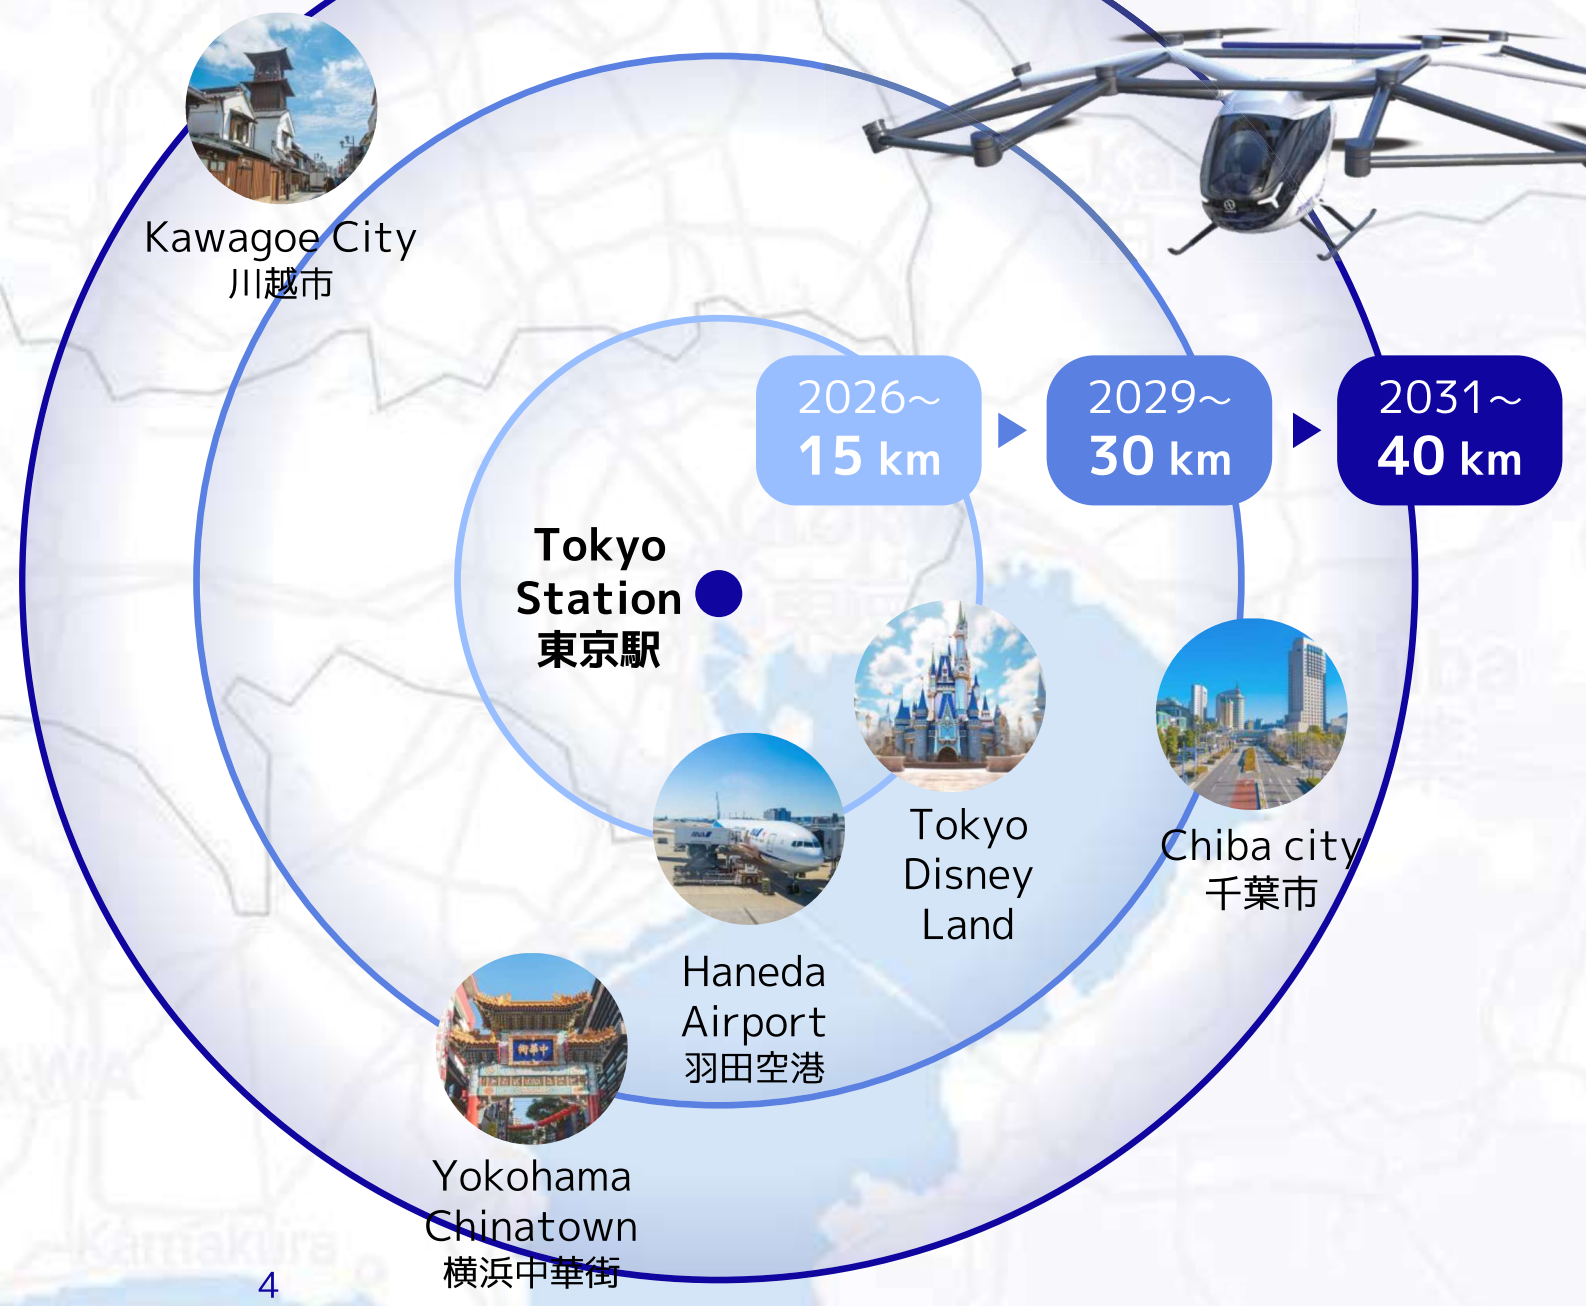 Kawagoe City
川越市
2026～
15 km
2029～
30 km
2031～
40 km
Tokyo
Station
東京駅
Tokyo
Disney
Land
Chiba city
千葉市
Haneda
Airport
羽田空港
Yokohama
Chinatown
横浜中華街
Kamakura
4